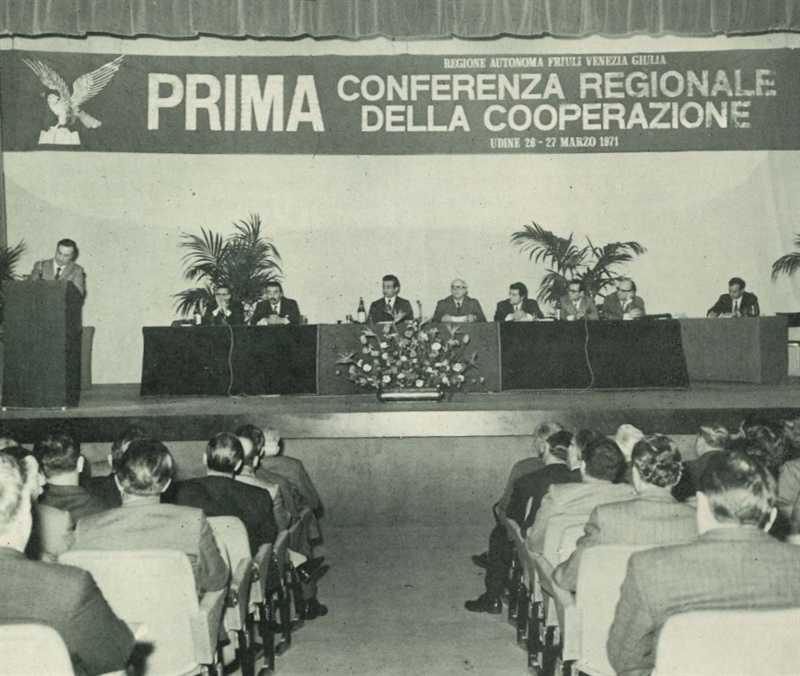 REGIONE AUTONOMA FRIULI VENEZIA GIULIA
PRIMA CONFERENZA REGIONALE
DELLA COOPERAZIONE
UDINE 26 - 27 MARZO 1971